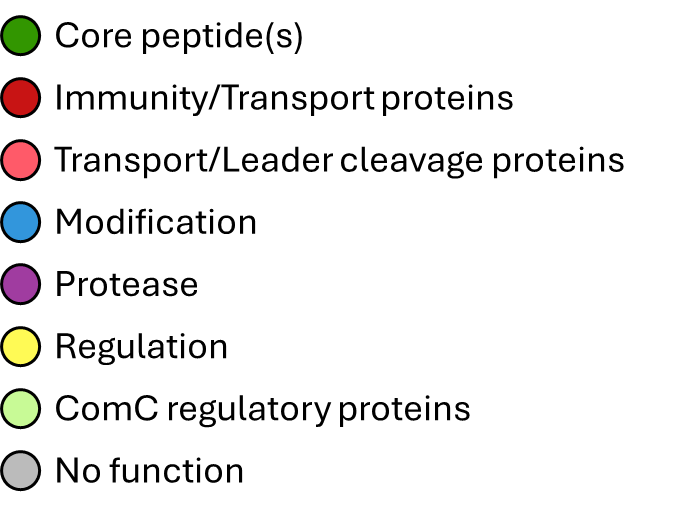 Core peptide(s)
Immunity/Transport proteins
Transport/Leader cleavage proteins
Modification
Protease
Regulation
ComC regulatory proteins
No function